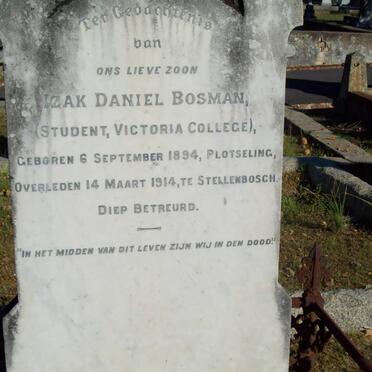 Ter Gedachtenis
van
ONS LIEVE ZOON
IZAK DANIEL BOSMAN,
(STUDENT, VICTORIA COLLEGE),
GEBOREN 6 SEPTEMBER 1894, PLOTSELING,
OVERLEDEN 14 MAART 1914, TE STELLENBOSCH.
DIEP BETREURD.
"IN HET MIDDEN VAN DIT LEVEN ZIJN WIJ IN DEN DOOD."